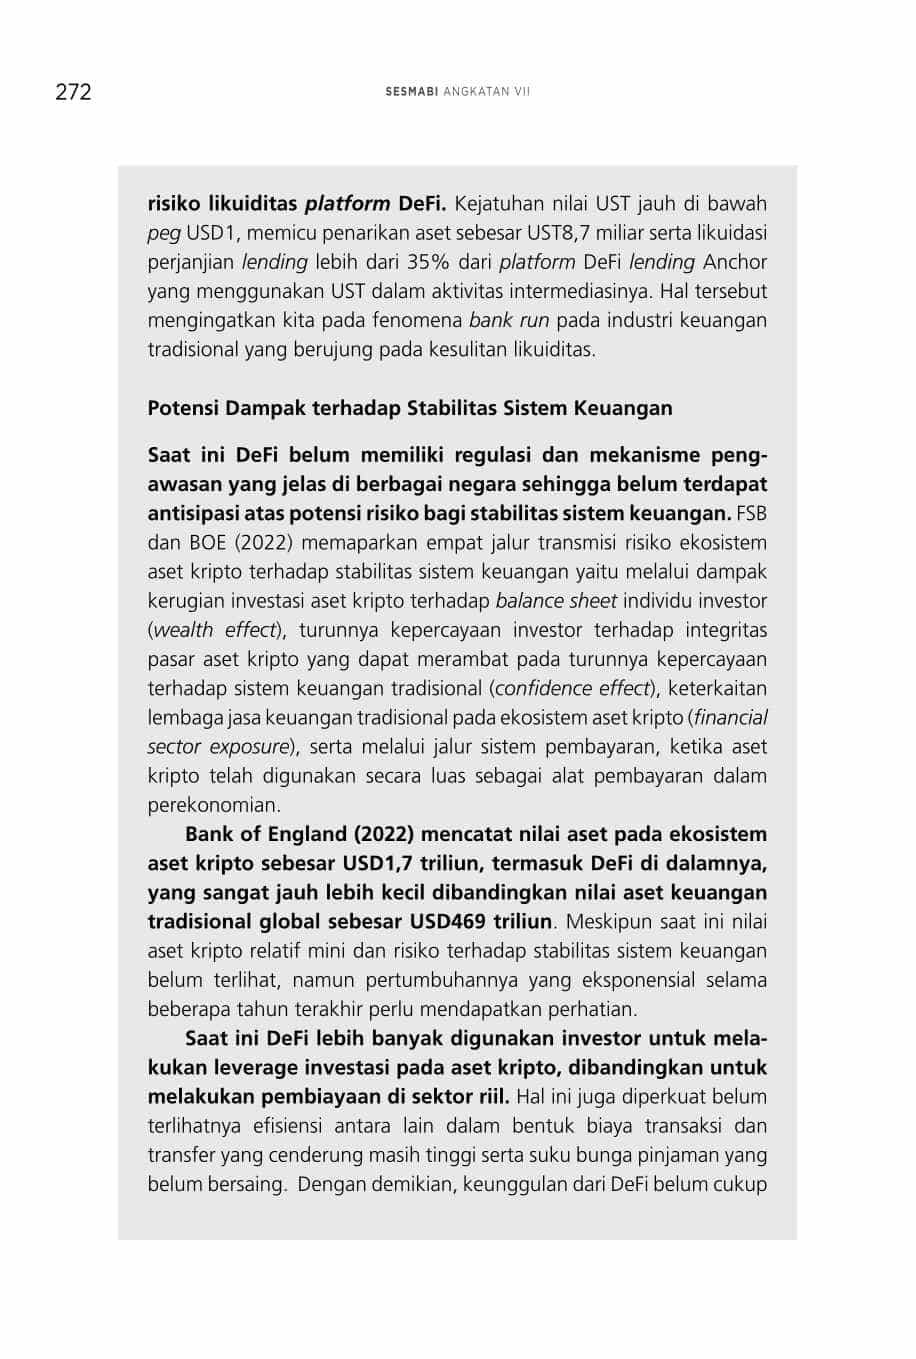 272
SESMABI ANGKATAN VII
risiko likuiditas platform DeFi. Kejatuhan nilai UST jauh di bawah
peg USD1, memicu penarikan aset sebesar UST8,7 miliar serta likuidasi
perjanjian lending lebih dari 35% dari platform DeFi lending Anchor
yang menggunakan UST dalam aktivitas intermediasinya. Hal tersebut
mengingatkan kita pada fenomena bank run pada industri keuangan
tradisional yang berujung pada kesulitan likuiditas.
Potensi Dampak terhadap Stabilitas Sistem Keuangan
Saat ini DeFi belum memiliki regulasi dan mekanisme peng-
awasan yang jelas di berbagai negara sehingga belum terdapat
antisipasi atas potensi risiko bagi stabilitas sistem keuangan. FSB
dan BOE (2022) memaparkan empat jalur transmisi risiko ekosistem
aset kripto terhadap stabilitas sistem keuangan yaitu melalui dampak
kerugian investasi aset kripto terhadap balance sheet individu investor
(wealth effect), turunnya kepercayaan investor terhadap integritas
pasar aset kripto yang dapat merambat pada turunnya kepercayaan
terhadap sistem keuangan tradisional (confidence effect), keterkaitan
lembaga jasa keuangan tradisional pada ekosistem aset kripto (financial
sector exposure), serta melalui jalur sistem pembayaran, ketika aset
kripto telah digunakan secara luas sebagai alat pembayaran dalam
perekonomian.
Bank of England (2022) mencatat nilai aset pada ekosistem
aset kripto sebesar USD1,7 triliun, termasuk DeFi di dalamnya,
yang sangat jauh lebih kecil dibandingkan nilai aset keuangan
tradisional global sebesar USD469 triliun. Meskipun saat ini nilai
aset kripto relatif mini dan risiko terhadap stabilitas sistem keuangan
belum terlihat, namun pertumbuhannya yang eksponensial selama
beberapa tahun terakhir perlu mendapatkan perhatian.
Saat ini DeFi lebih banyak digunakan investor untuk mela-
kukan leverage investasi pada aset kripto, dibandingkan untuk
melakukan pembiayaan di sektor riil. Hal ini juga diperkuat belum
terlihatnya efisiensi antara lain dalam bentuk biaya transaksi dan
transfer yang cenderung masih tinggi serta suku bunga pinjaman yang
belum bersaing. Dengan demikian, keunggulan dari DeFi belum cukup